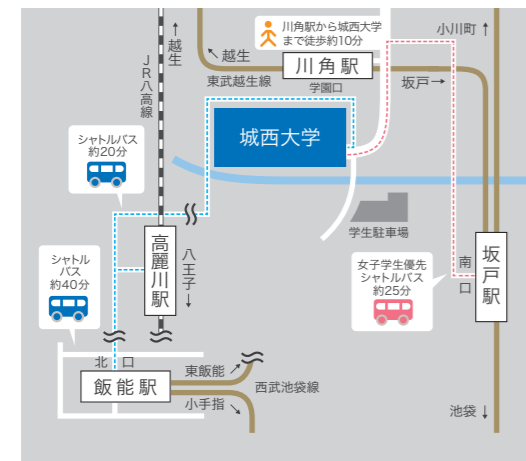 ↑越生
JR八高線
川角駅から城西大学
まで徒歩約10分
小川町↑
↖越生
川角駅
東武越生線
学園口
坂戸→
シャトルバス
約20分
城西大学
学生駐車場
高麗川駅
八王子↓
シャトル
バス
約40分
女子学生優先
シャトルバス
約25分
南口
坂戸駅
北口
飯能駅
東飯能↗
西武池袋線
小手指↘
池袋↓